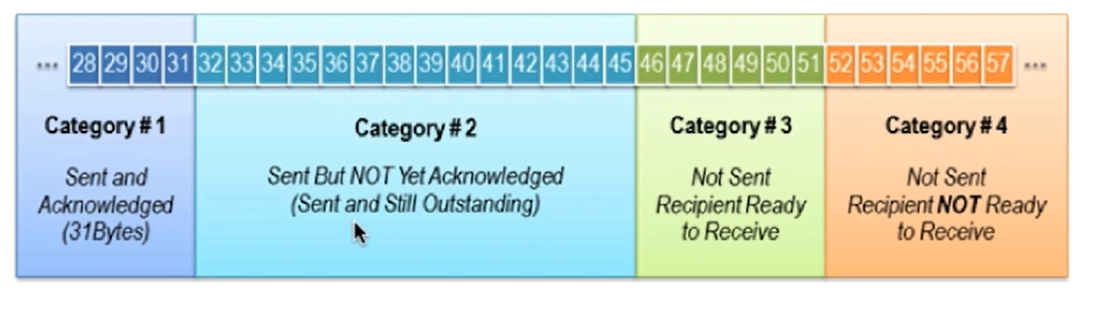 ... 28 29 30 31 32 33 34 35 36 37 38 39 40 41 42 43 44 45 46 47 48 49 50 51 52 53 54 55 56 57 ...
Category # 1
Sent and
Acknowledged
(31Bytes)
Category # 2
Sent But NOT Yet Acknowledged
(Sent and Still Outstanding)
Category # 3
Not Sent
Recipient Ready
to Receive
Category # 4
Not Sent
Recipient NOT Ready
to Receive